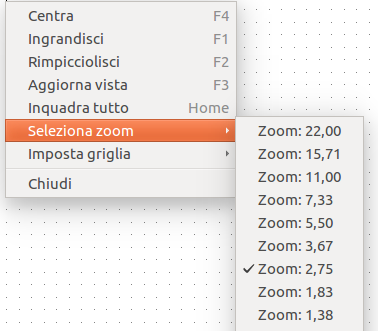 Centra F4
Ingrandisci F1
Rimpicciolisci F2
Aggiorna vista F3
Inquadra tutto Home
Seleziona zoom
Imposta griglia
Chiudi
Zoom: 22,00
Zoom: 15,71
Zoom: 11,00
Zoom: 7,33
Zoom: 5,50
Zoom: 3,67
Zoom: 2,75
Zoom: 1,83
Zoom: 1,38